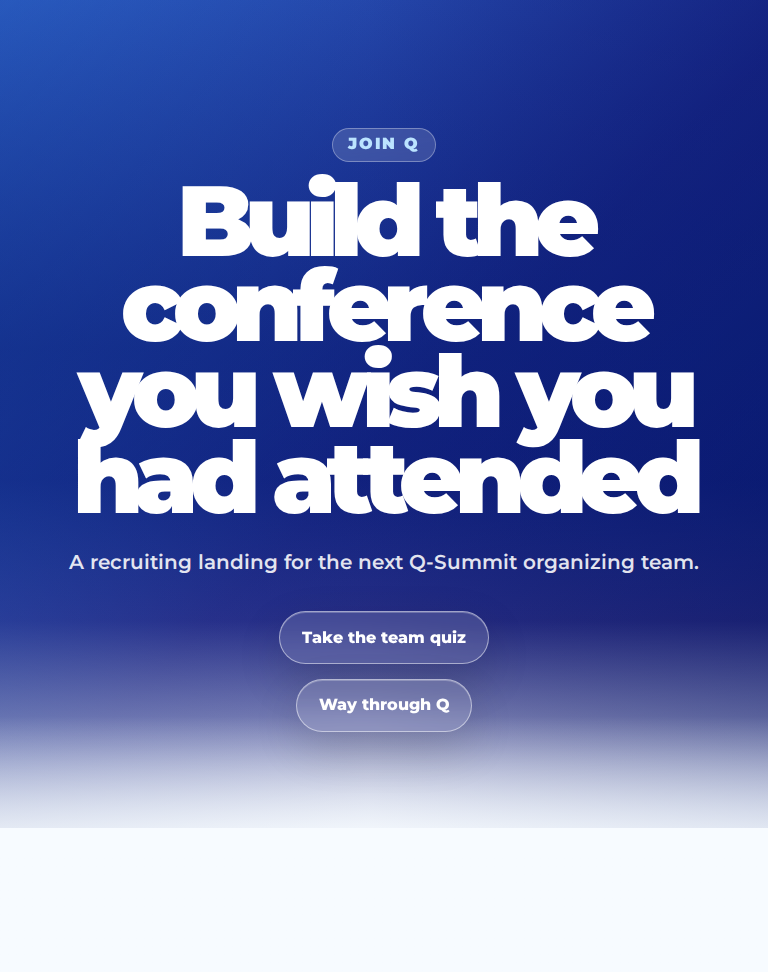 JOIN Q
Build the
conference
you wish you
had attended
A recruiting landing for the next Q-Summit organizing team.
Take the team quiz
Way through Q